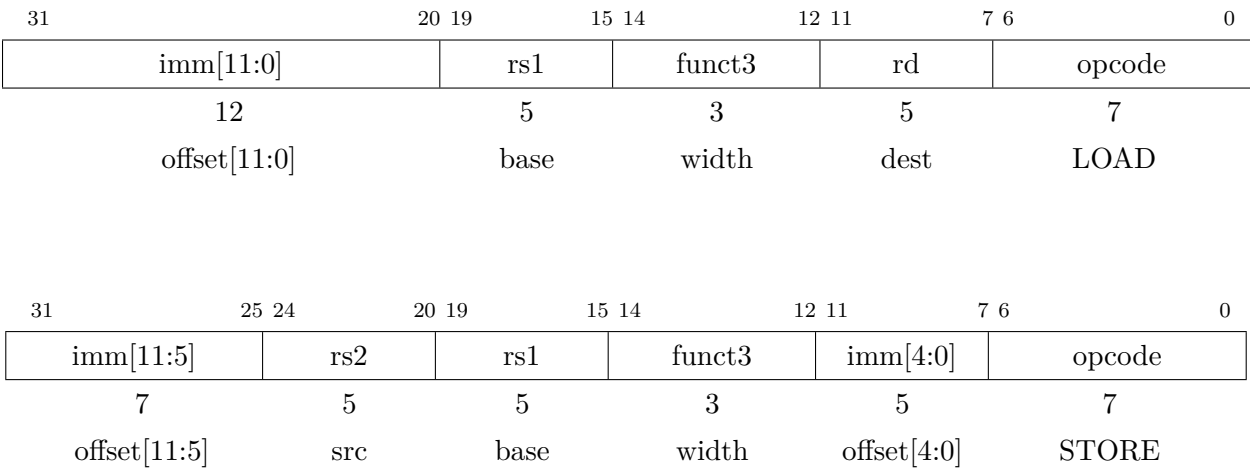 31 20 19 15 14 12 11 7 6 0
imm[11:0] rs1 funct3 rd opcode
12 5 3 5 7
offset[11:0] base width dest LOAD
31 25 24 20 19 15 14 12 11 7 6 0
imm[11:5] rs2 rs1 funct3 imm[4:0] opcode
7 5 5 3 5 7
offset[11:5] src base width offset[4:0] STORE